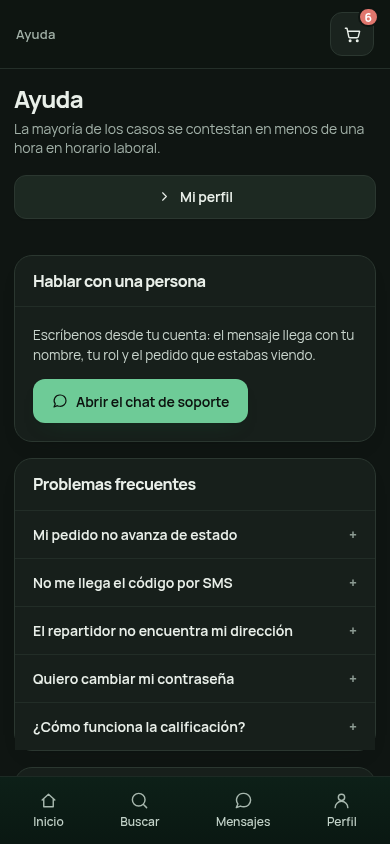 Ayuda
6
Ayuda
La mayoría de los casos se contestan en menos de una
hora en horario laboral.
Mi perfil
Hablar con una persona
Escríbenos desde tu cuenta: el mensaje llega con tu
nombre, tu rol y el pedido que estabas viendo.
Abrir el chat de soporte
Problemas frecuentes
Mi pedido no avanza de estado +
No me llega el código por SMS +
El repartidor no encuentra mi dirección +
Quiero cambiar mi contraseña +
¿Cómo funciona la calificación? +
Inicio Buscar Mensajes Perfil